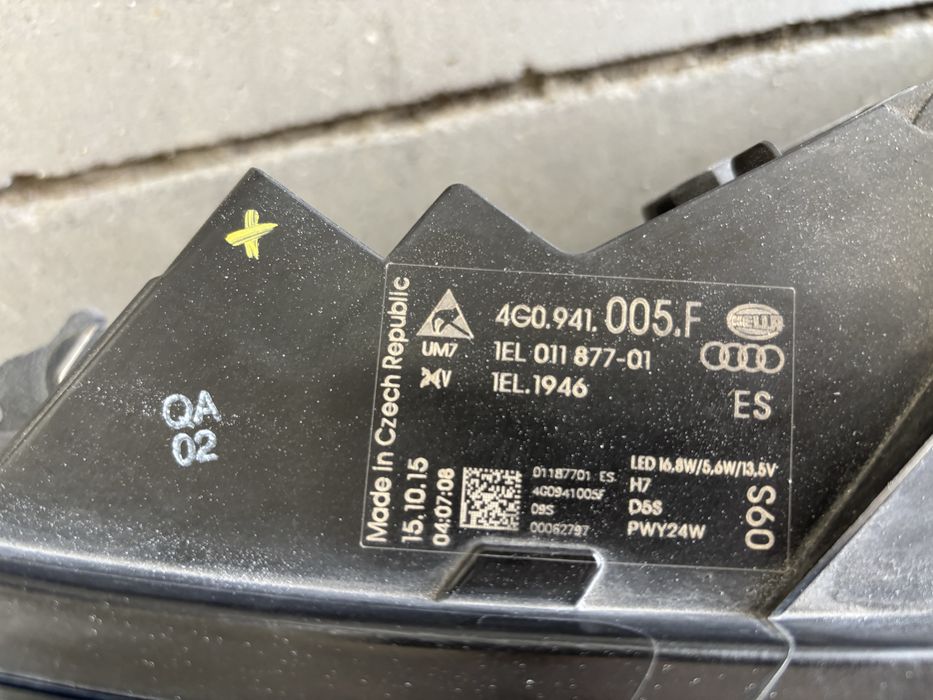 QA
02
Made in Czech Republic
15.10.15
04:07:08
UM7
4G0.941.005.F
HELLA
1EL 011 877-01
1EL.1946
ES
01187701 ES
4G0941005F
09S
00062797
LED 16,8W/5,6W/13,5V
H7
D5S
PWY24W
09S